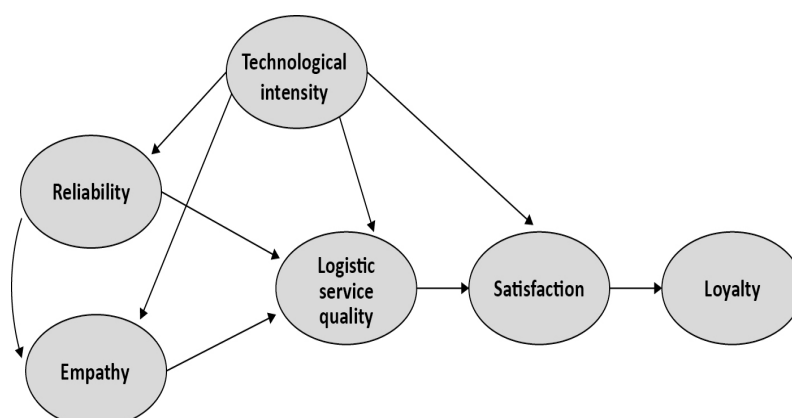 Technological
intensity
Reliability
Logistic
service
quality
Satisfaction
Loyalty
Empathy